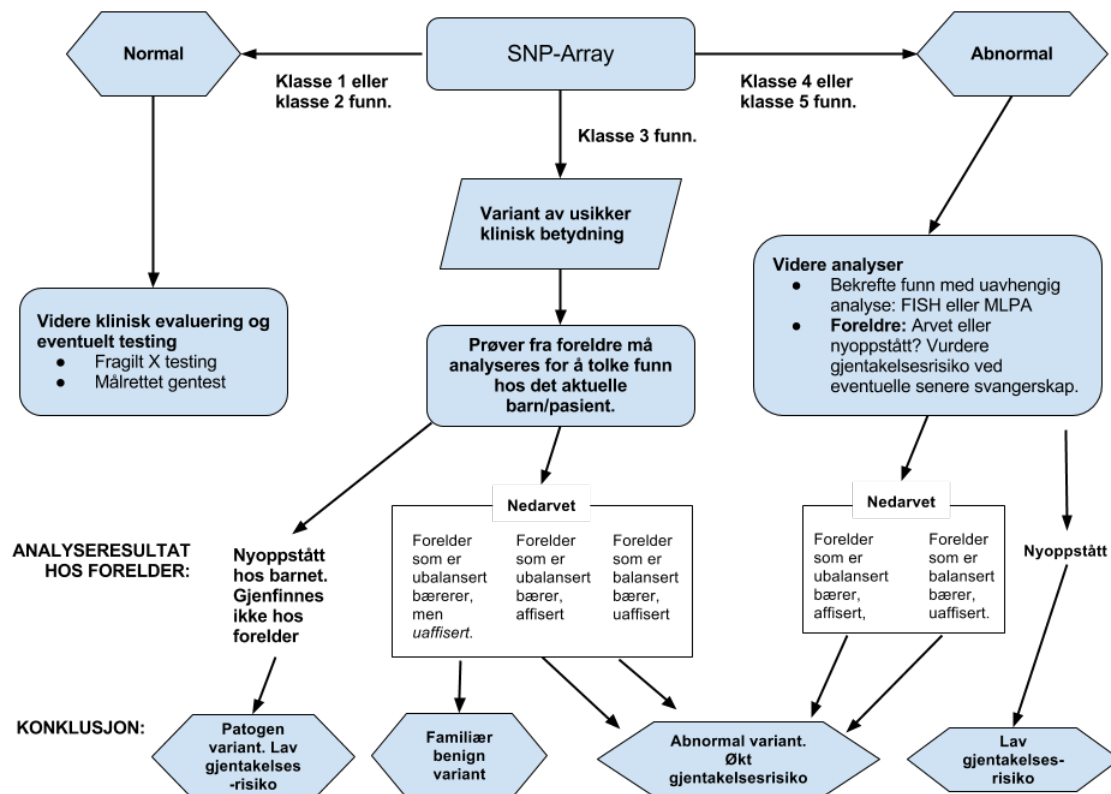 Normal
SNP-Array
Abnormal
Klasse 1 eller
klasse 2 funn.
Klasse 4 eller
klasse 5 funn.
Klasse 3 funn.
Variant av usikker
klinisk betydning
Videre klinisk evaluering og
eventuelt testing
● Fragilt X testing
● Målrettet gentest
Prøver fra foreldre må
analyseres for å tolke funn
hos det aktuelle
barn/pasient.
Videre analyser
● Bekrefte funn med uavhengig
analyse: FISH eller MLPA
● Foreldre: Arvet eller
nyoppstått? Vurdere
gjentakelsesrisiko ved
eventuelle senere svangerskap.
ANALYSERESULTAT
HOS FORELDER:
Nyoppstått
hos barnet.
Gjenfinnes
ikke hos
forelder
Nedarvet
Forelder
som er
ubalansert
bærerer,
men
uaffisert.
Forelder
som er
ubalansert
bærer,
affisert
Forelder
som er
balansert
bærer,
uaffisert
Nedarvet
Forelder
som er
ubalansert
bærer,
affisert,
Forelder
som er
balansert
bærer,
uaffisert.
Nyoppstått
KONKLUSJON:
Patogen
variant. Lav
gjentakelses
-risiko
Familiær
benign
variant
Abnormal variant.
Økt
gjentakelsesrisiko
Lav
gjentakelses-
risiko